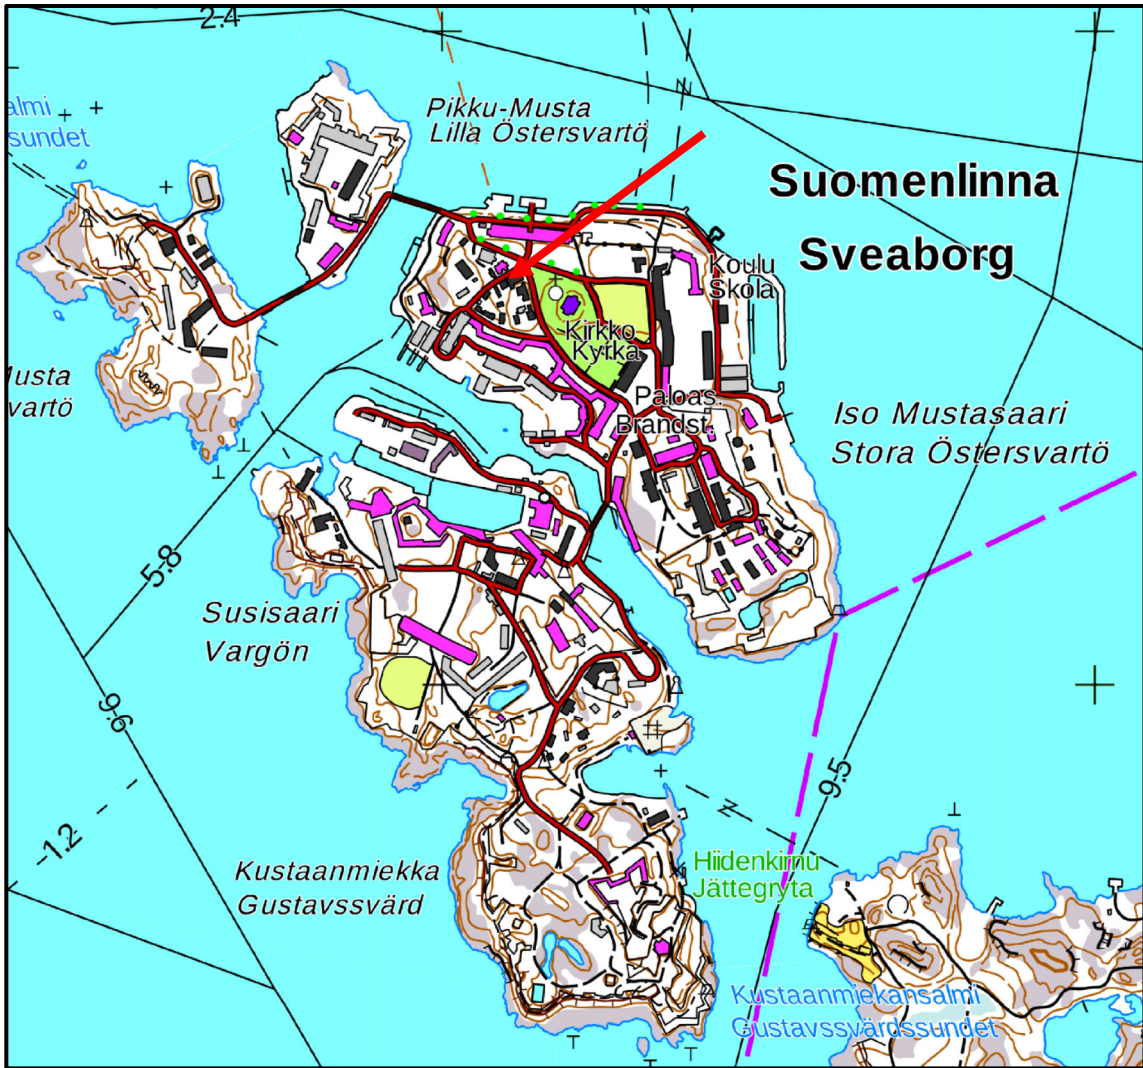 2.4
almi
sundet
Pikku-Musta
Lilla Östersvartö
Suomenlinna
Sveaborg
Koulu
Skola
Kirkko
Kyrka
Musta
vartö
Paloas.
Brandst.
Iso Mustasaari
Stora Östersvartö
5.8
Susisaari
Vargön
9.6
9.5
-1.2
Kustaanmiekka
Gustavssvärd
Hiidenkirnu
Jättegryta
Kustaanmiekansalmi
Gustavssvärdssundet